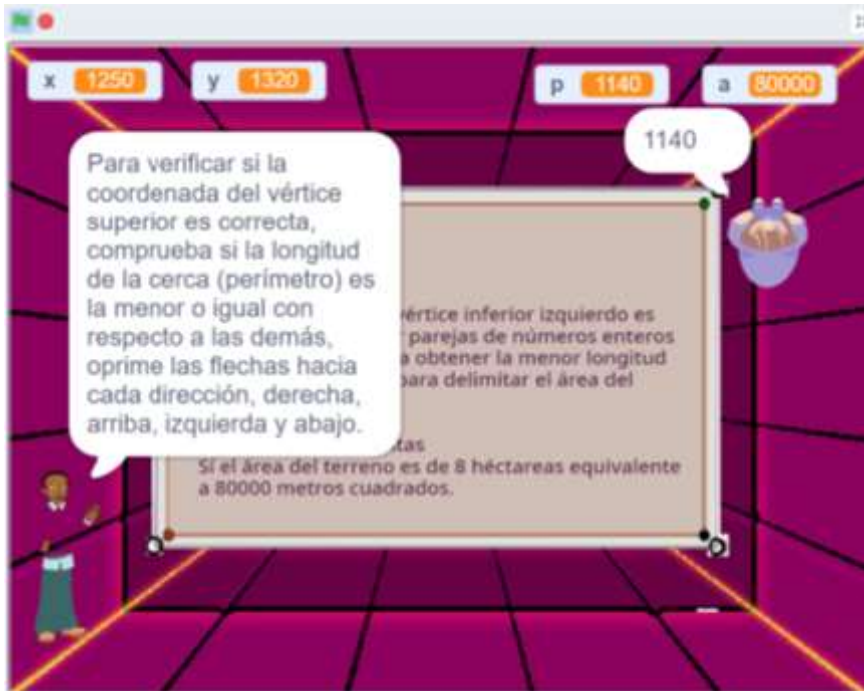 x 1250 y 1320 p 1140 a 80000
1140
Para verificar si la
coordenada del vértice
superior es correcta,
comprueba si la longitud
de la cerca (perímetro) es
la menor o igual con
respecto a las demás,
oprime las flechas hacia
cada dirección, derecha,
arriba, izquierda y abajo.
vértice inferior izquierdo es
parejas de números enteros
a obtener la menor longitud
para delimitar el área del
tas
Sí el área del terreno es de 8 héctareas equivalente
a 80000 metros cuadrados.